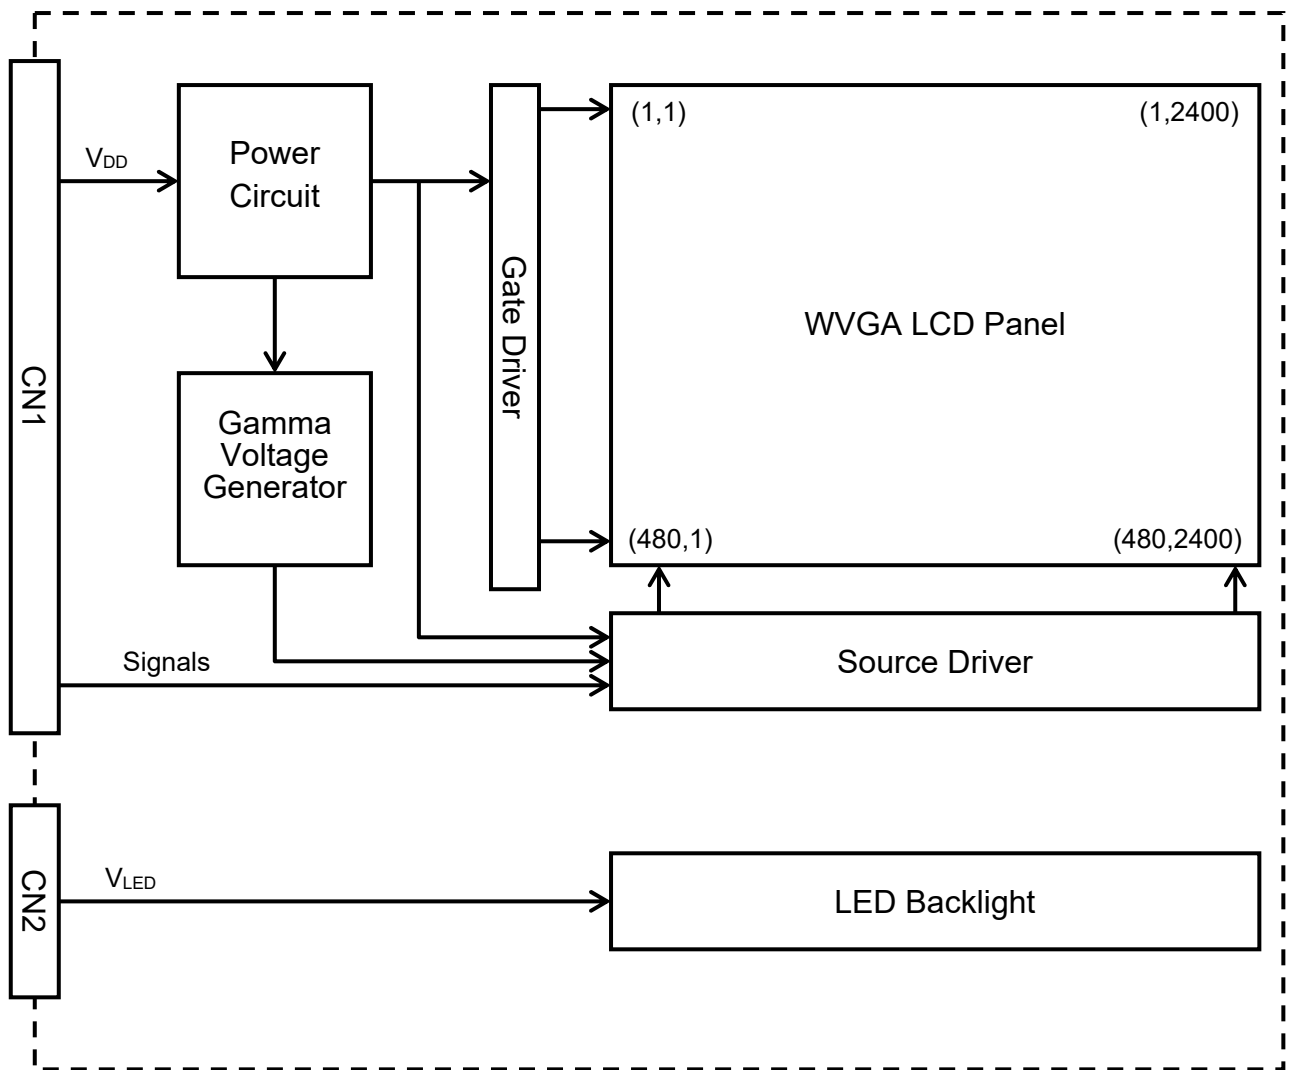 (1,1)
(1,2400)
VDD
Power
Circuit
Gate Driver
WVGA LCD Panel
CN1
Gamma
Voltage
Generator
(480,1)
(480,2400)
Signals
Source Driver
CN2
VLED
LED Backlight